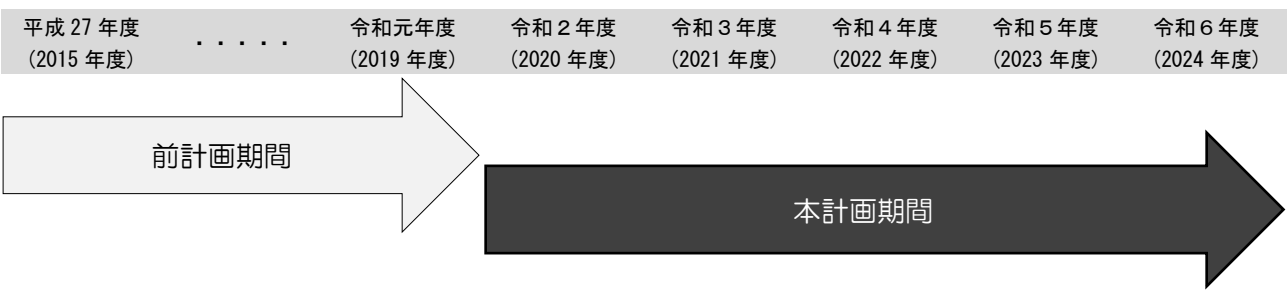 平成 27 年度 ・・・・・ 令和元年度 令和２年度 令和３年度 令和４年度 令和５年度 令和６年度
（2015 年度） （2019 年度） （2020 年度） （2021 年度） （2022 年度） （2023 年度） （2024 年度）
前計画期間
本計画期間